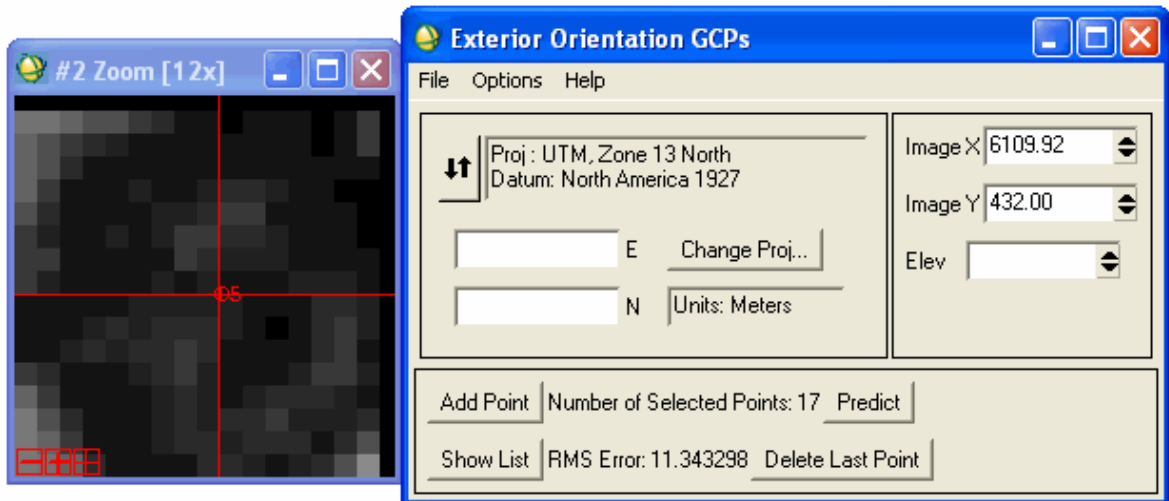 #2 Zoom [12x]
5
Exterior Orientation GCPs
File Options Help
Proj : UTM, Zone 13 North
Datum: North America 1927
E Change Proj...
N Units: Meters
Image X 6109.92
Image Y 432.00
Elev
Add Point Number of Selected Points: 17 Predict
Show List RMS Error: 11.343298 Delete Last Point